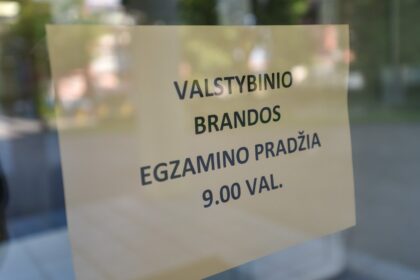 VALSTYBINIO
BRANDOS
EGZAMINO PRADŽIA
9.00 VAL.